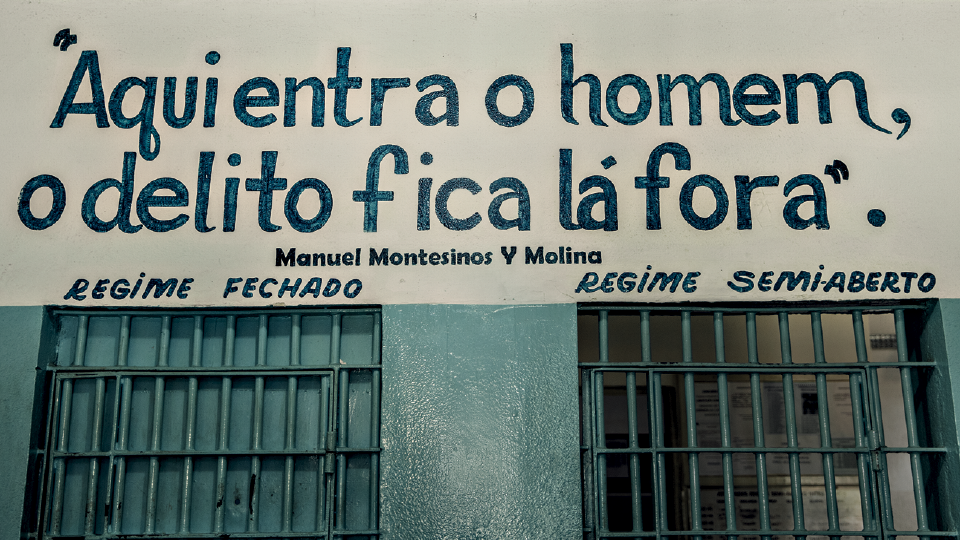 "Aqui entra o homem,
o delito fica lá fora".
Manuel Montesinos Y Molina
REGIME FECHADO
REGIME SEMI-ABERTO